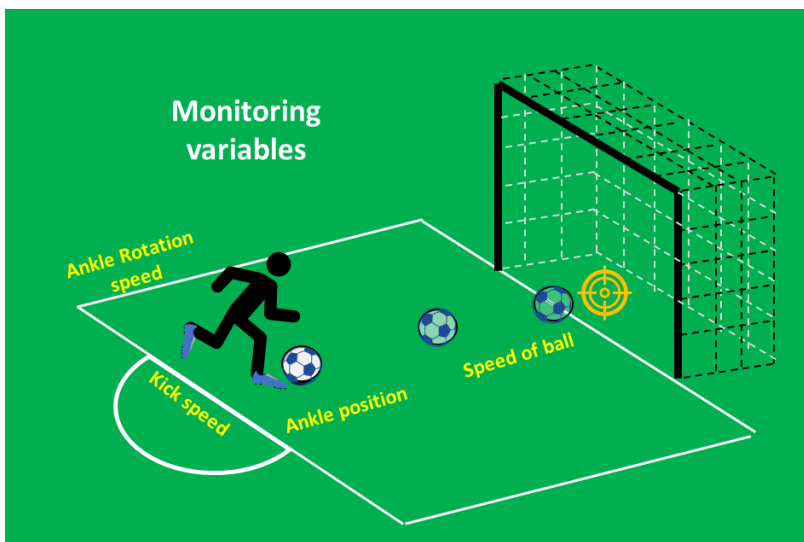 Monitoring
variables
Ankle Rotation
speed
Kick speed
Ankle position
Speed of ball